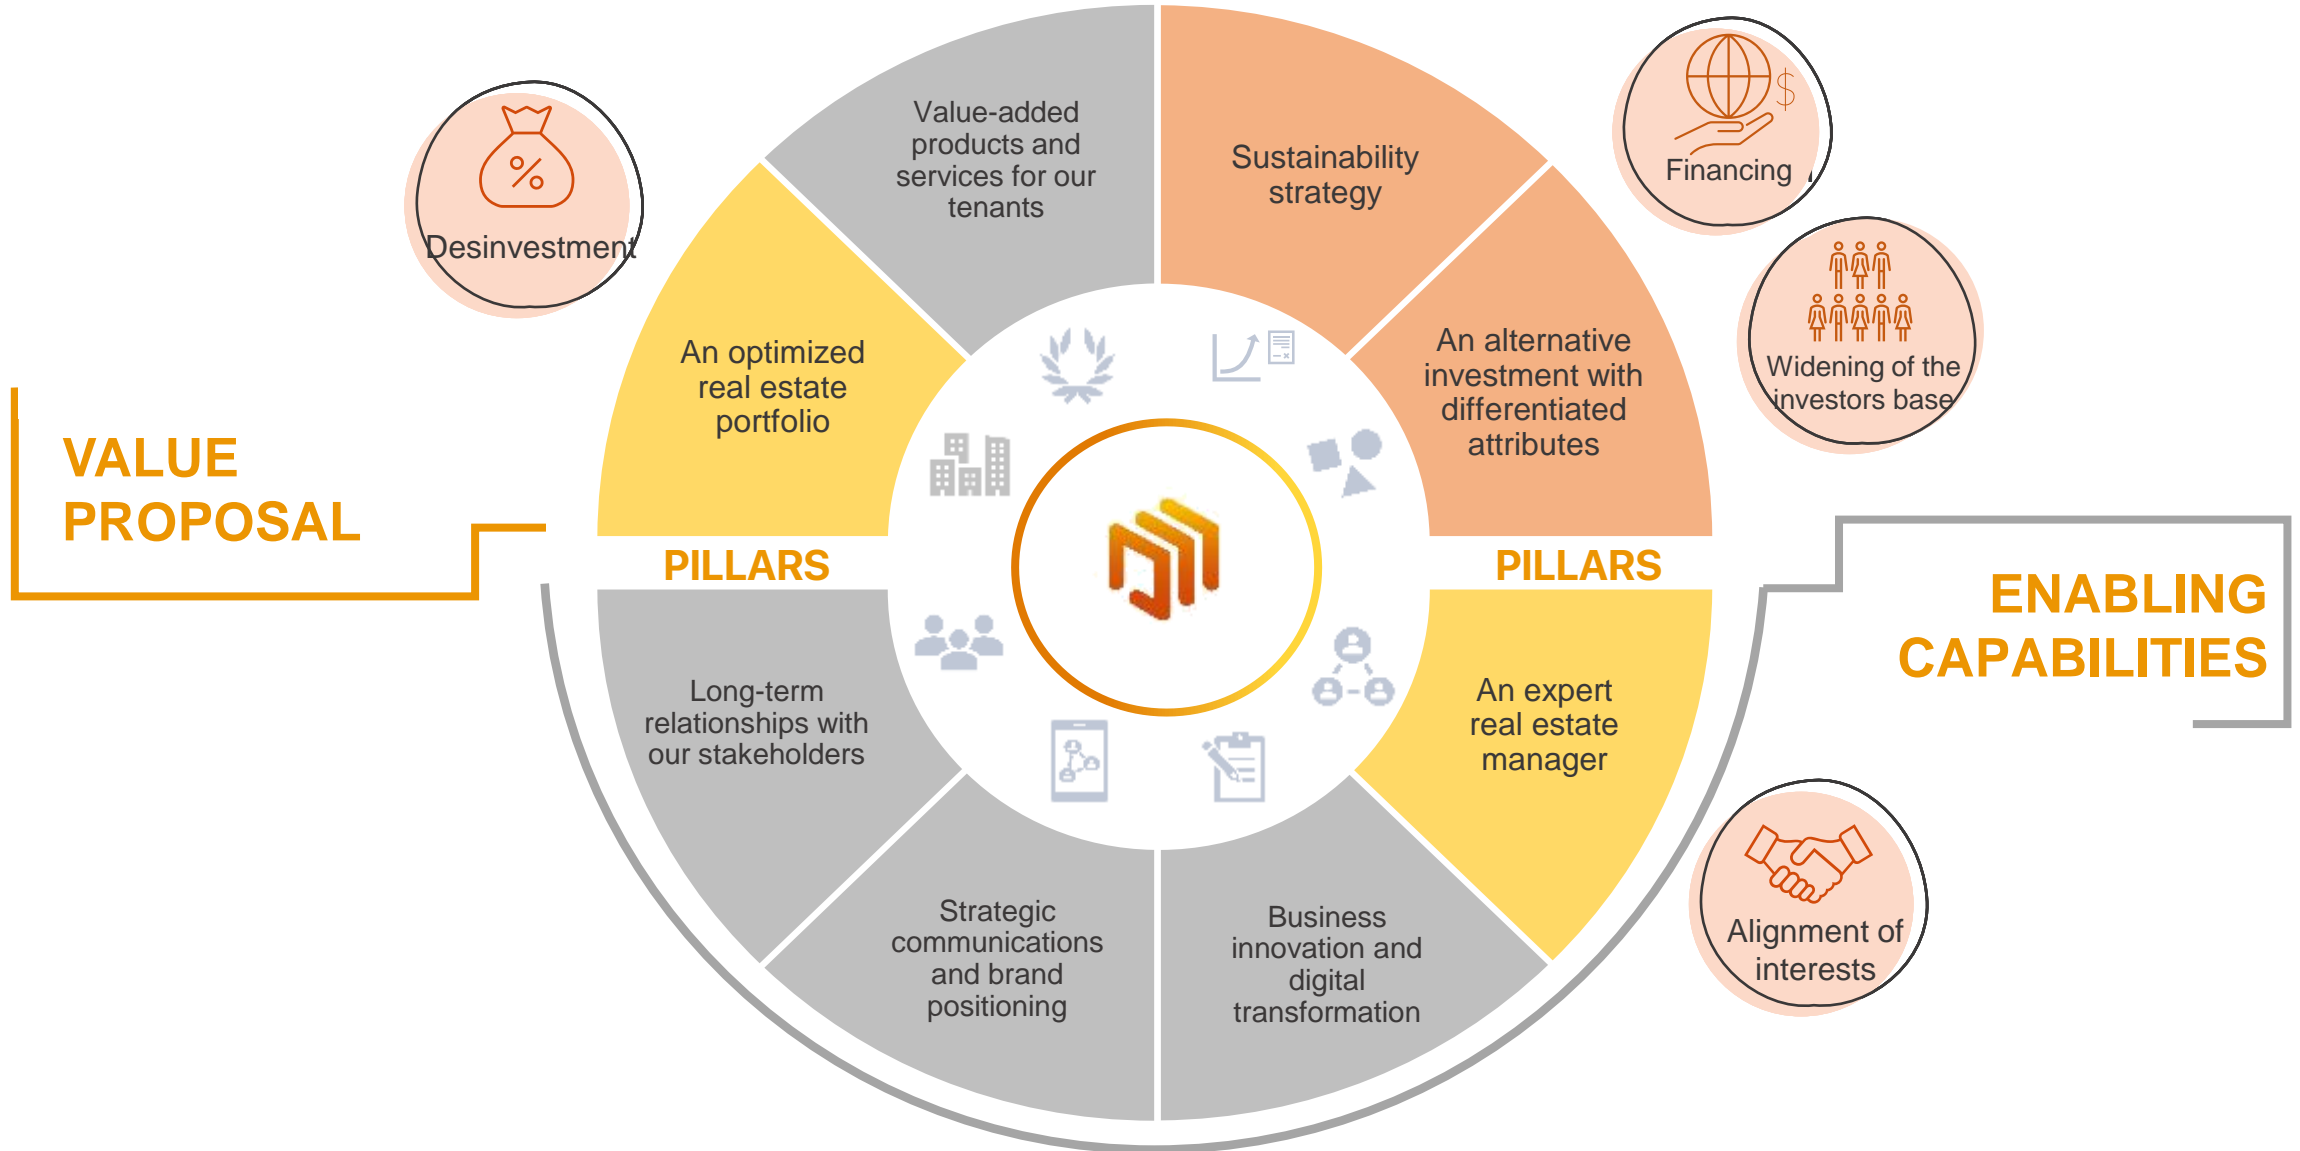 Value-added
products and
services for our
tenants
Sustainability
strategy
Financing
Desinvestment
An optimized
real estate
portfolio
An alternative
investment with
differentiated
attributes
Widening of the
investors base
VALUE
PROPOSAL
PILLARS
PILLARS
ENABLING
CAPABILITIES
Long-term
relationships with
our stakeholders
An expert
real estate
manager
Strategic
communications
and brand
positioning
Business
innovation and
digital
transformation
Alignment of
interests